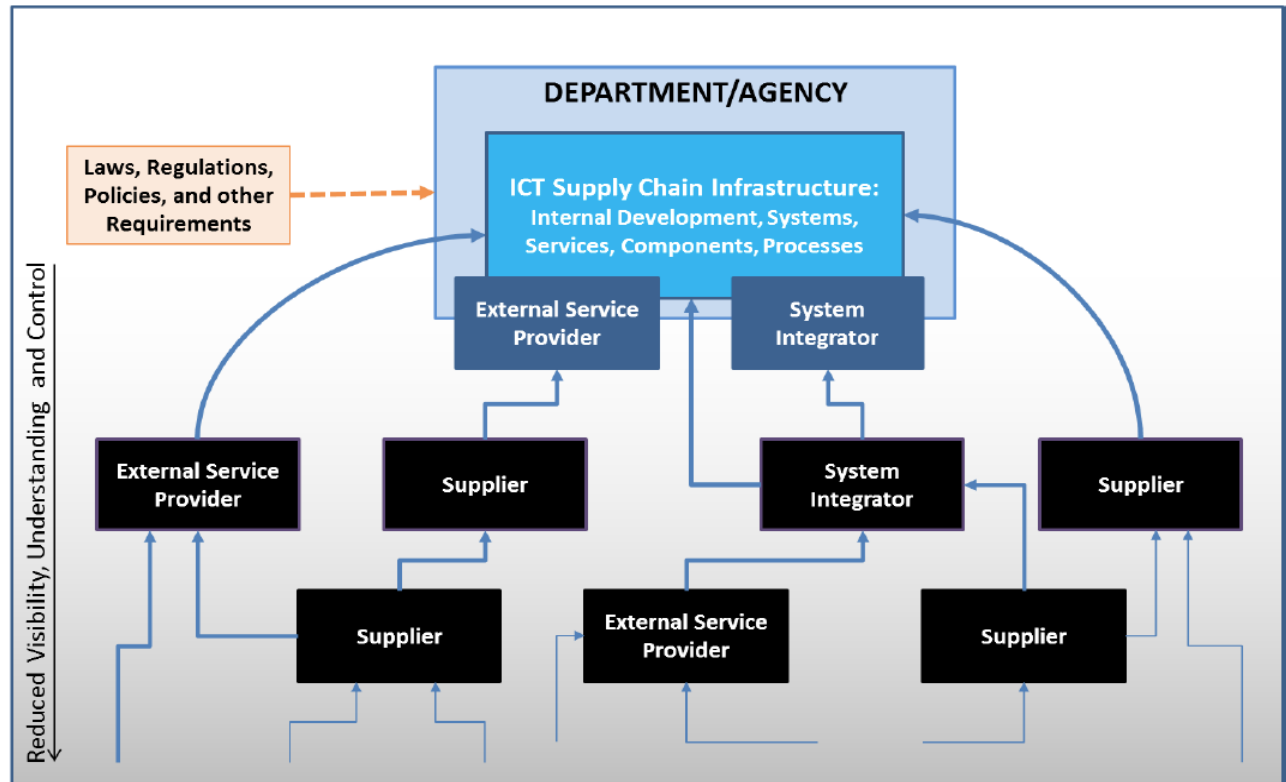 DEPARTMENT/AGENCY
Laws, Regulations,
Policies, and other
Requirements
ICT Supply Chain Infrastructure:
Internal Development, Systems,
Services, Components, Processes
External Service
Provider
System
Integrator
Reduced Visibility, Understanding and Control
External Service
Provider
Supplier
System
Integrator
Supplier
Supplier
External Service
Provider
Supplier